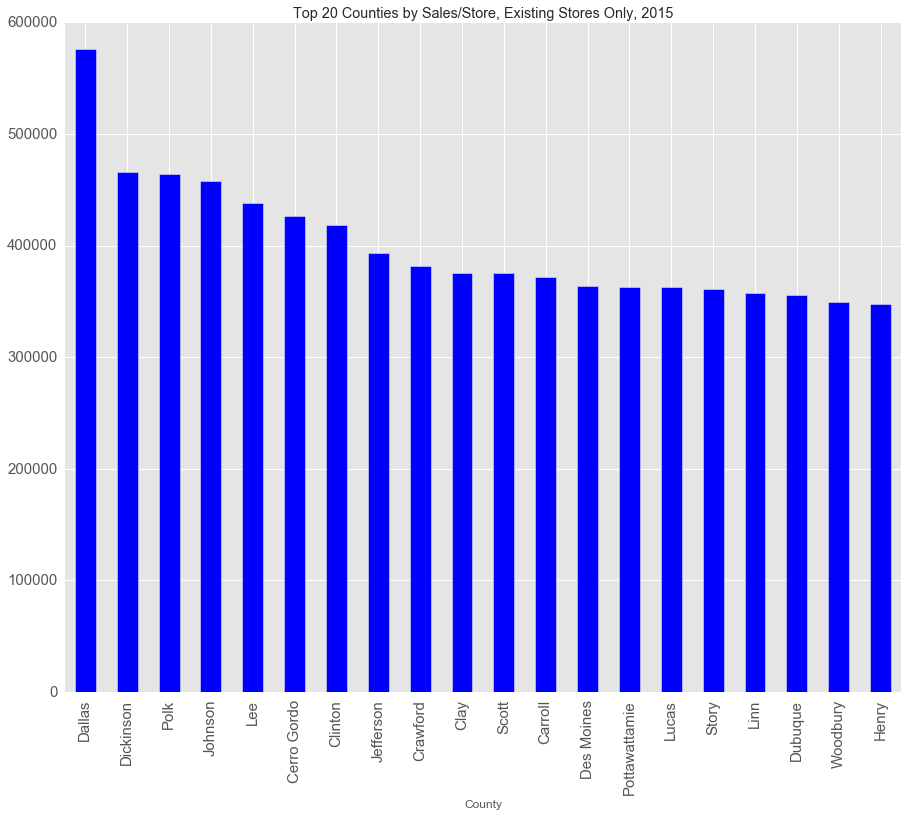 Top 20 Counties by Sales/Store, Existing Stores Only, 2015
600000
500000
400000
300000
200000
100000
0
Dallas
Dickinson
Polk
Johnson
Lee
Cerro Gordo
Clinton
Jefferson
Crawford
Clay
Scott
Carroll
Des Moines
Pottawattamie
Lucas
Story
Linn
Dubuque
Woodbury
Henry
County